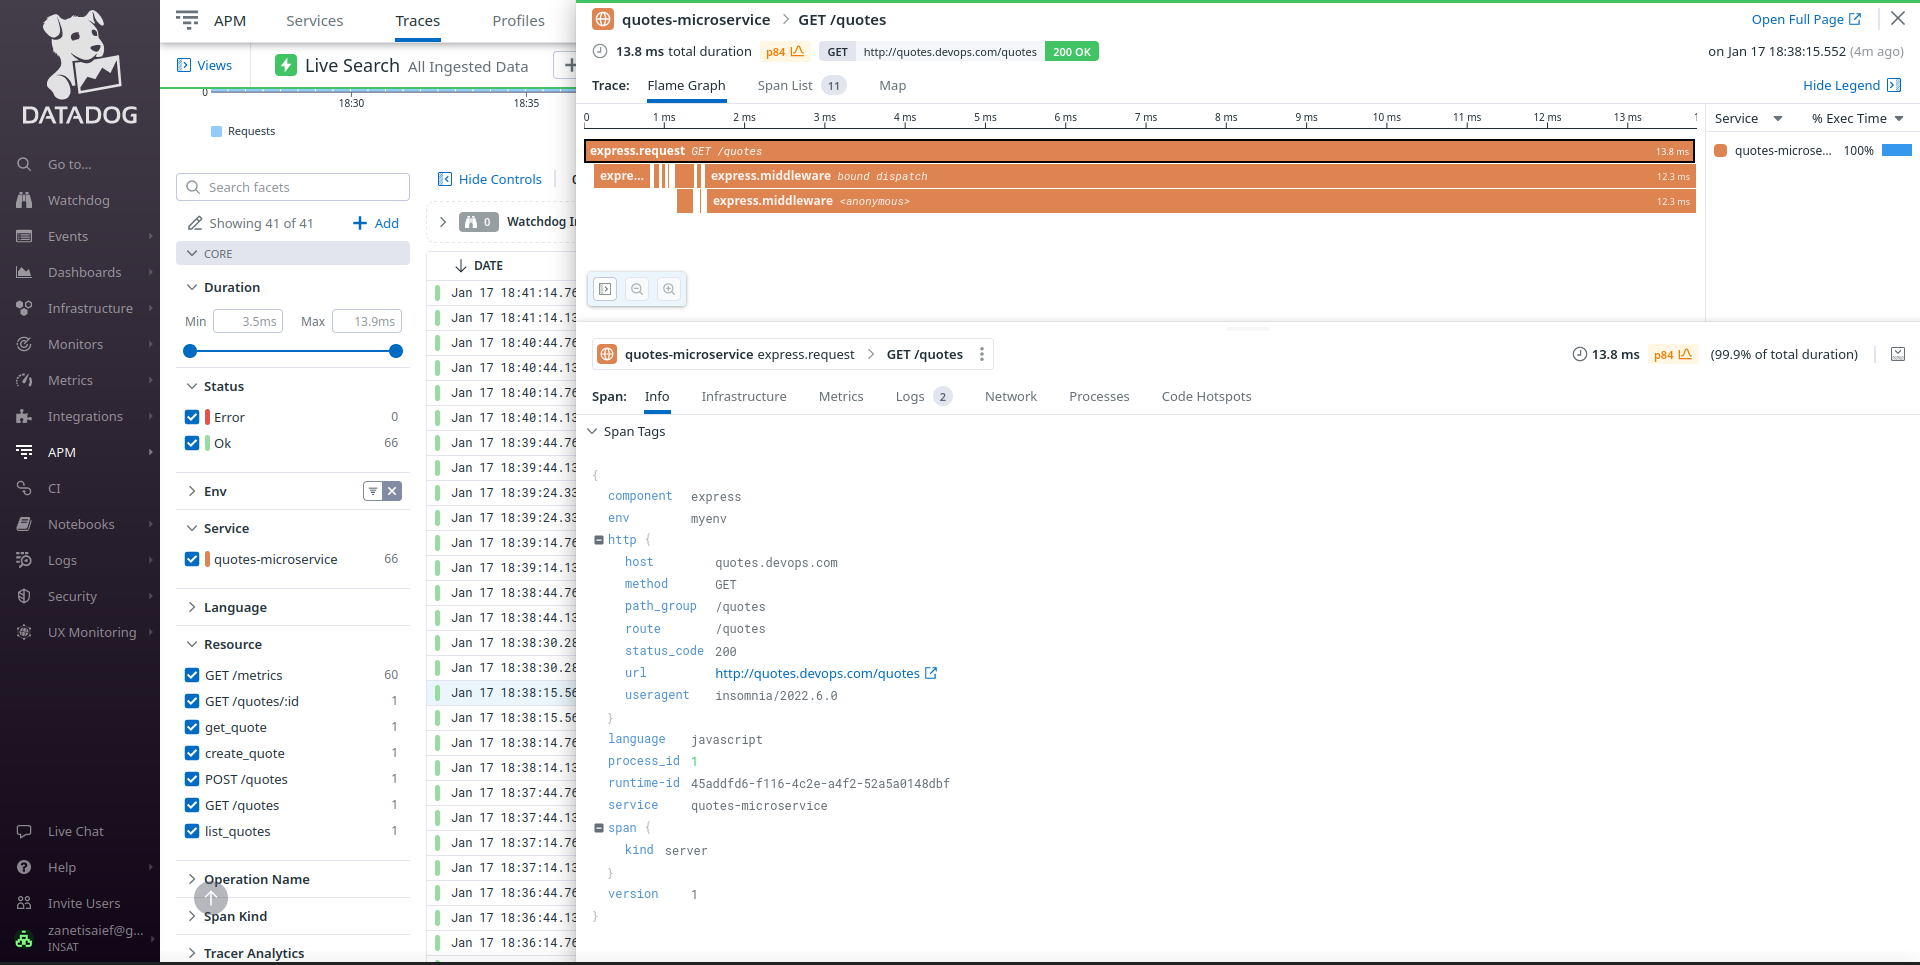 DATADOG
Go to...
Watchdog
Events
Dashboards
Infrastructure
Monitors
Metrics
Integrations
APM
CI
Notebooks
Logs
Security
UX Monitoring
Live Chat
Help
Invite Users
zanetisaief@g...
INSAT
APM Services Traces Profiles
Views Live Search All Ingested Data
0
18:30 18:35
Requests
Search facets
Showing 41 of 41 Add
CORE
Duration
Min 3.5ms Max 13.9ms
Status
Error 0
Ok 66
Env
Service
quotes-microservice 66
Language
Resource
GET /metrics 60
GET /quotes/:id 1
get_quote 1
create_quote 1
POST /quotes 1
GET /quotes 1
list_quotes 1
Operation Name
Span Kind
Tracer Analytics
Hide Controls
0 Watchdog
DATE
Jan 17 18:41:14.76
Jan 17 18:41:14.13
Jan 17 18:40:44.76
Jan 17 18:40:44.13
Jan 17 18:40:14.76
Jan 17 18:40:14.13
Jan 17 18:39:44.76
Jan 17 18:39:44.13
Jan 17 18:39:24.33
Jan 17 18:39:24.33
Jan 17 18:39:14.76
Jan 17 18:39:14.13
Jan 17 18:38:44.76
Jan 17 18:38:44.13
Jan 17 18:38:30.28
Jan 17 18:38:30.28
Jan 17 18:38:15.56
Jan 17 18:38:15.56
Jan 17 18:38:14.76
Jan 17 18:38:14.13
Jan 17 18:37:44.76
Jan 17 18:37:44.13
Jan 17 18:37:14.76
Jan 17 18:37:14.13
Jan 17 18:36:44.76
Jan 17 18:36:44.13
Jan 17 18:36:14.76
quotes-microservice > GET /quotes Open Full Page
13.8 ms total duration p84 GET http://quotes.devops.com/quotes 200 OK on Jan 17 18:38:15.552 (4m ago)
Trace: Flame Graph Span List 11 Map Hide Legend
0 1 ms 2 ms 3 ms 4 ms 5 ms 6 ms 7 ms 8 ms 9 ms 10 ms 11 ms 12 ms 13 ms 1
Service % Exec Time
quotes-microse... 100%
express.request GET /quotes 13.8 ms
expre... express.middleware bound dispatch 12.3 ms
express.middleware <anonymous> 12.3 ms
quotes-microservice express.request > GET /quotes 13.8 ms p84 (99.9% of total duration)
Span: Info Infrastructure Metrics Logs 2 Network Processes Code Hotspots
Span Tags
{
component express
env myenv
http {
host quotes.devops.com
method GET
path_group /quotes
route /quotes
status_code 200
url http://quotes.devops.com/quotes
useragent insomnia/2022.6.0
}
language javascript
process_id 1
runtime-id 45addfd6-f116-4c2e-a4f2-52a5a0148dbf
service quotes-microservice
span {
kind server
}
version 1
}